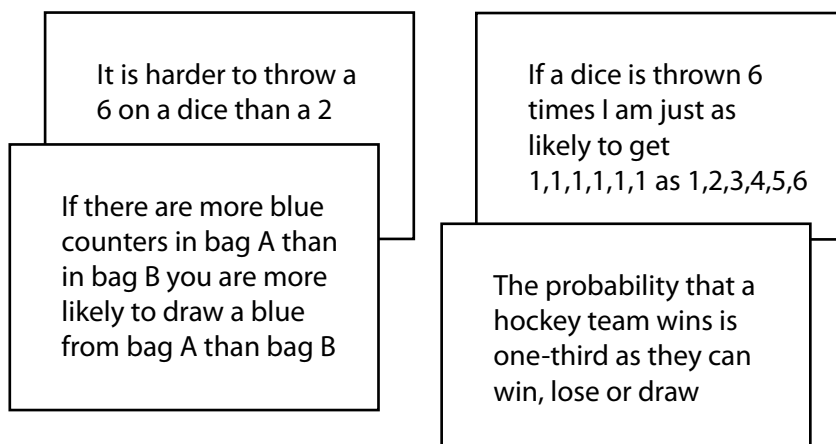 It is harder to throw a
6 on a dice than a 2
If there are more blue
counters in bag A than
in bag B you are more
likely to draw a blue
from bag A than bag B
If a dice is thrown 6
times I am just as
likely to get
1,1,1,1,1,1 as 1,2,3,4,5,6
The probability that a
hockey team wins is
one-third as they can
win, lose or draw